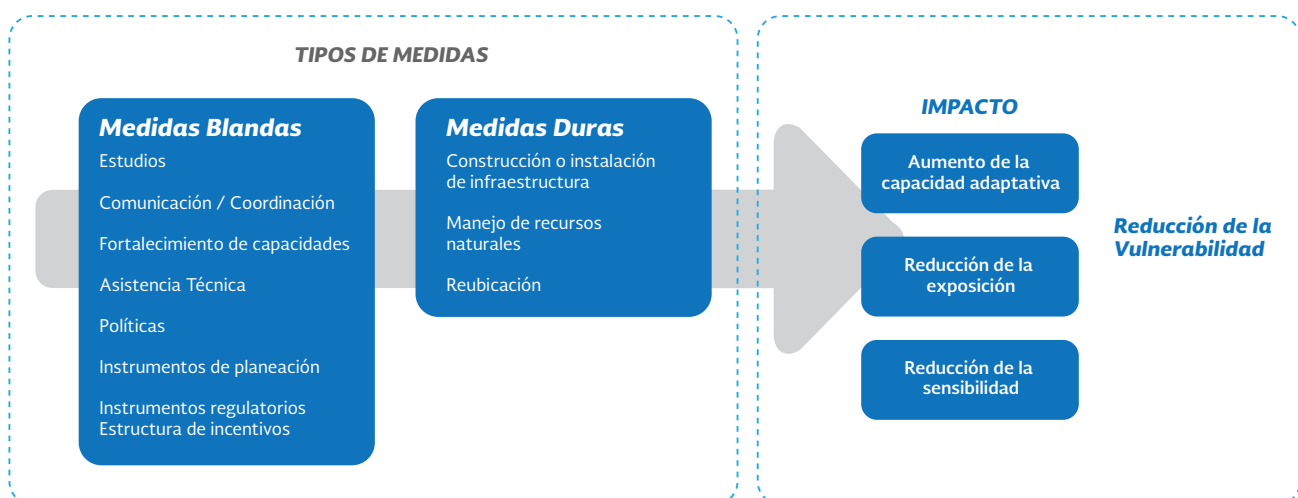 TIPOS DE MEDIDAS
Medidas Blandas
Estudios
Comunicación / Coordinación
Fortalecimiento de capacidades
Asistencia Técnica
Políticas
Instrumentos de planeación
Instrumentos regulatorios
Estructura de incentivos
Medidas Duras
Construcción o instalación
de infraestructura
Manejo de recursos
naturales
Reubicación
IMPACTO
Aumento de la
capacidad adaptativa
Reducción de la
exposición
Reducción de la
sensibilidad
Reducción de la
Vulnerabilidad